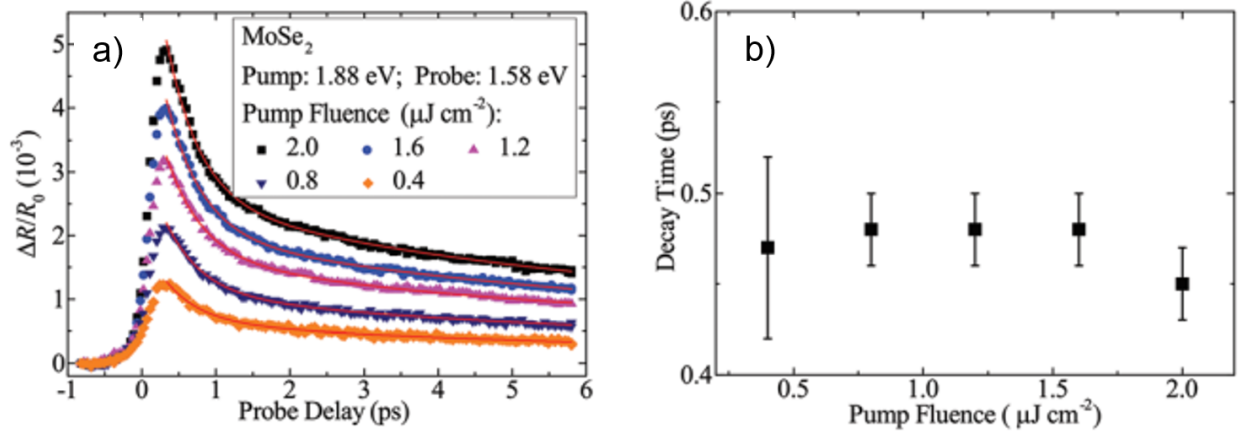 a)
MoSe2
Pump: 1.88 eV; Probe: 1.58 eV
Pump Fluence (μJ cm-2):
2.0 1.6 1.2
0.8 0.4
5
4
3
2
1
0
ΔR/R0 (10-3)
-1 0 1 2 3 4 5 6
Probe Delay (ps)
b)
0.6
0.5
0.4
Decay Time (ps)
0.5 1.0 1.5 2.0
Pump Fluence ( μJ cm-2)